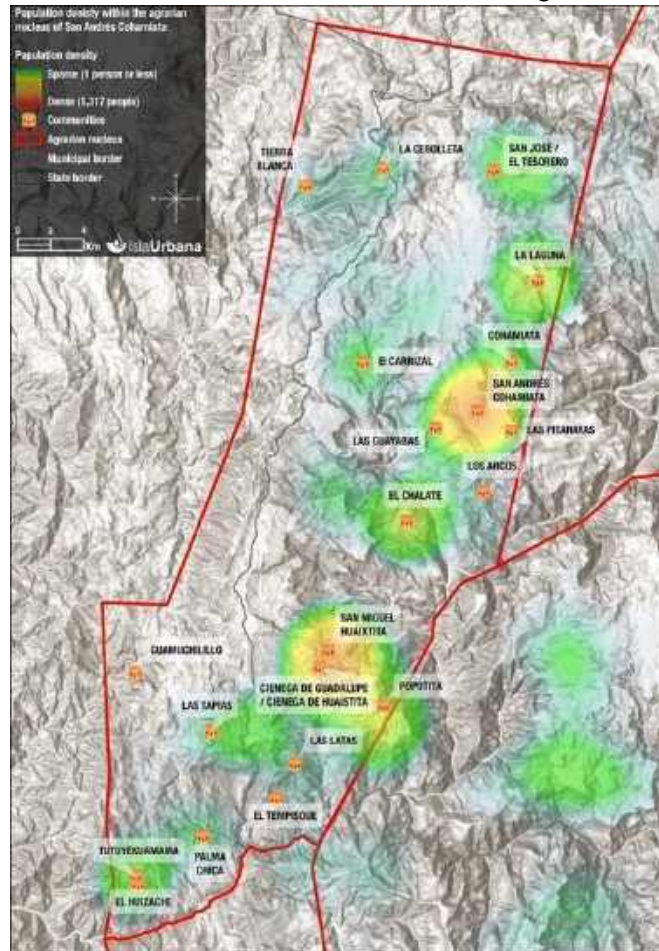 Population density within the agrarian
nucleus of San Andrés Cohamiata
Population density
Sparse (1 person or less)
Dense (1,317 people)
Communities
Agrarian nucleus
Municipal border
State border
Km
islaUrbana
TIERRA
BLANCA
LA CEBOLLETA
SAN JOSÉ /
EL TESORERO
LA LAGUNA
COHAMIATA
El CARRIZAL
SAN ANDRÉS
COHAMIATA
LAS GUAYABAS
LAS PITAHAYAS
LOS ARCOS
EL CHALATE
SAN MIGUEL
HUAIXTITA
GUAMUCHILILLO
CIENEGA DE GUADALUPE
/ CIENEGA DE HUAISTITA
POPOTITA
LAS TAPIAS
LAS LATAS
EL TEMPISQUE
PALMA
CHICA
EL HUIZACHE